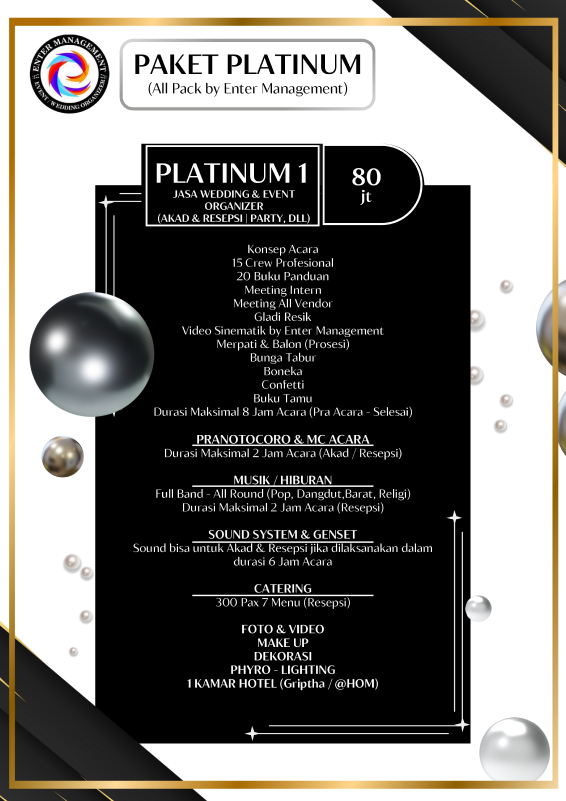 ENTER MANAGEMENT
EVENT / WEDDING ORGANIZER
PAKET PLATINUM
(All Pack by Enter Management)
PLATINUM 1
JASA WEDDING & EVENT
ORGANIZER
(AKAD & RESEPSI | PARTY, DLL)
80
jt
Konsep Acara
15 Crew Profesional
20 Buku Panduan
Meeting Intern
Meeting All Vendor
Gladi Resik
Video Sinematik by Enter Management
Merpati & Balon (Prosesi)
Bunga Tabur
Boneka
Confetti
Buku Tamu
Durasi Maksimal 8 Jam Acara (Pra Acara - Selesai)
PRANOTOCORO & MC ACARA
Durasi Maksimal 2 Jam Acara (Akad / Resepsi)
MUSIK / HIBURAN
Full Band - All Round (Pop, Dangdut,Barat, Religi)
Durasi Maksimal 2 Jam Acara (Resepsi)
SOUND SYSTEM & GENSET
Sound bisa untuk Akad & Resepsi jika dilaksanakan dalam
durasi 6 Jam Acara
CATERING
300 Pax 7 Menu (Resepsi)
FOTO & VIDEO
MAKE UP
DEKORASI
PHYRO - LIGHTING
1 KAMAR HOTEL (Griptha / @HOM)